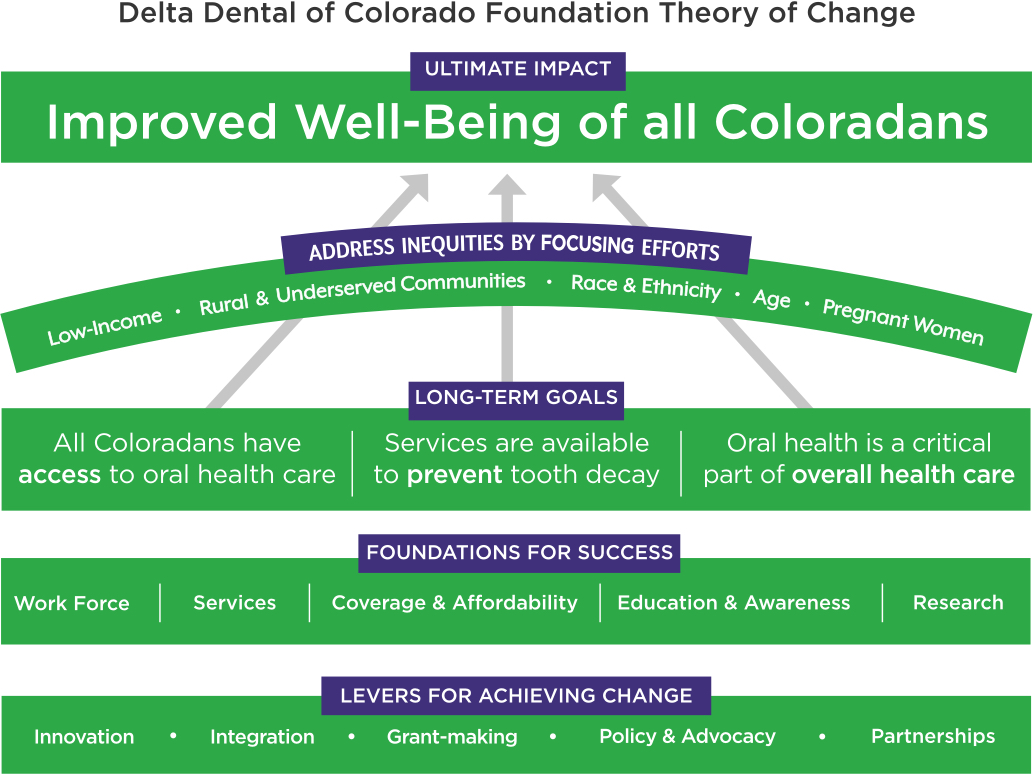 Delta Dental of Colorado Foundation Theory of Change
ULTIMATE IMPACT
Improved Well-Being of all Coloradans
ADDRESS INEQUITIES BY FOCUSING EFFORTS
Low-Income • Rural & Underserved Communities • Race & Ethnicity • Age • Pregnant Women
LONG-TERM GOALS
All Coloradans have
access to oral health care
Services are available
to prevent tooth decay
Oral health is a critical
part of overall health care
FOUNDATIONS FOR SUCCESS
Work Force | Services | Coverage & Affordability | Education & Awareness | Research
LEVERS FOR ACHIEVING CHANGE
Innovation • Integration • Grant-making • Policy & Advocacy • Partnerships